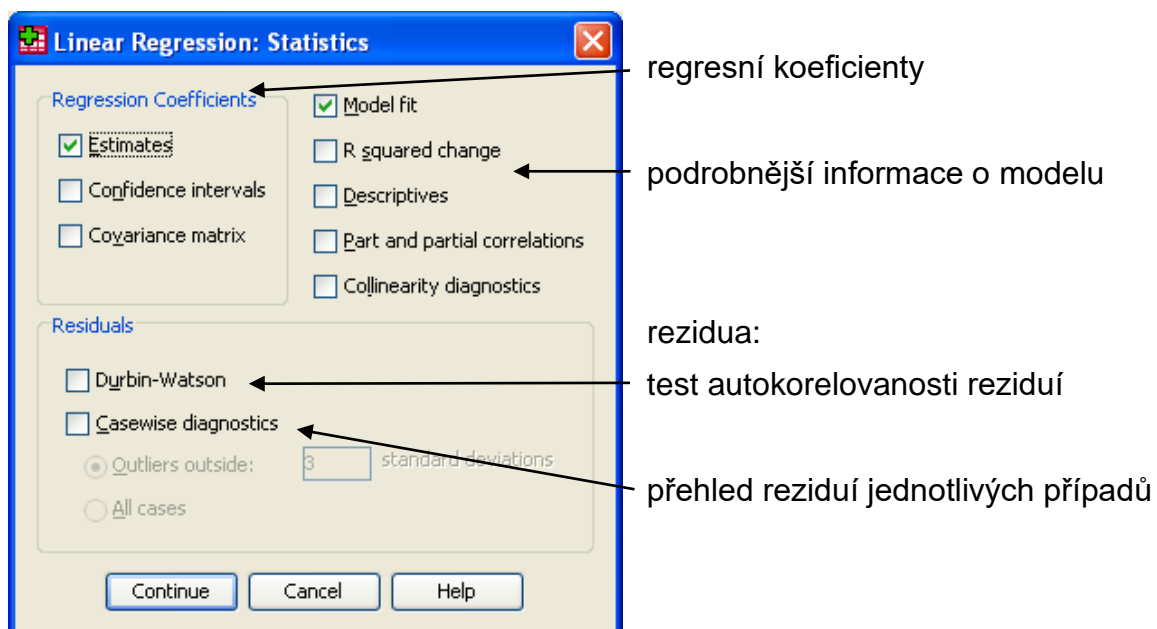 Linear Regression: Statistics
regresní koeficienty
Regression Coefficients
Estimates
Confidence intervals
Covariance matrix
Model fit
R squared change
Descriptives
Part and partial correlations
Collinearity diagnostics
podrobnější informace o modelu
Residuals
rezidua:
Durbin-Watson
test autokorelovanosti reziduí
Casewise diagnostics
Outliers outside:
3
standard deviations
All cases
přehled reziduí jednotlivých případů
Continue
Cancel
Help